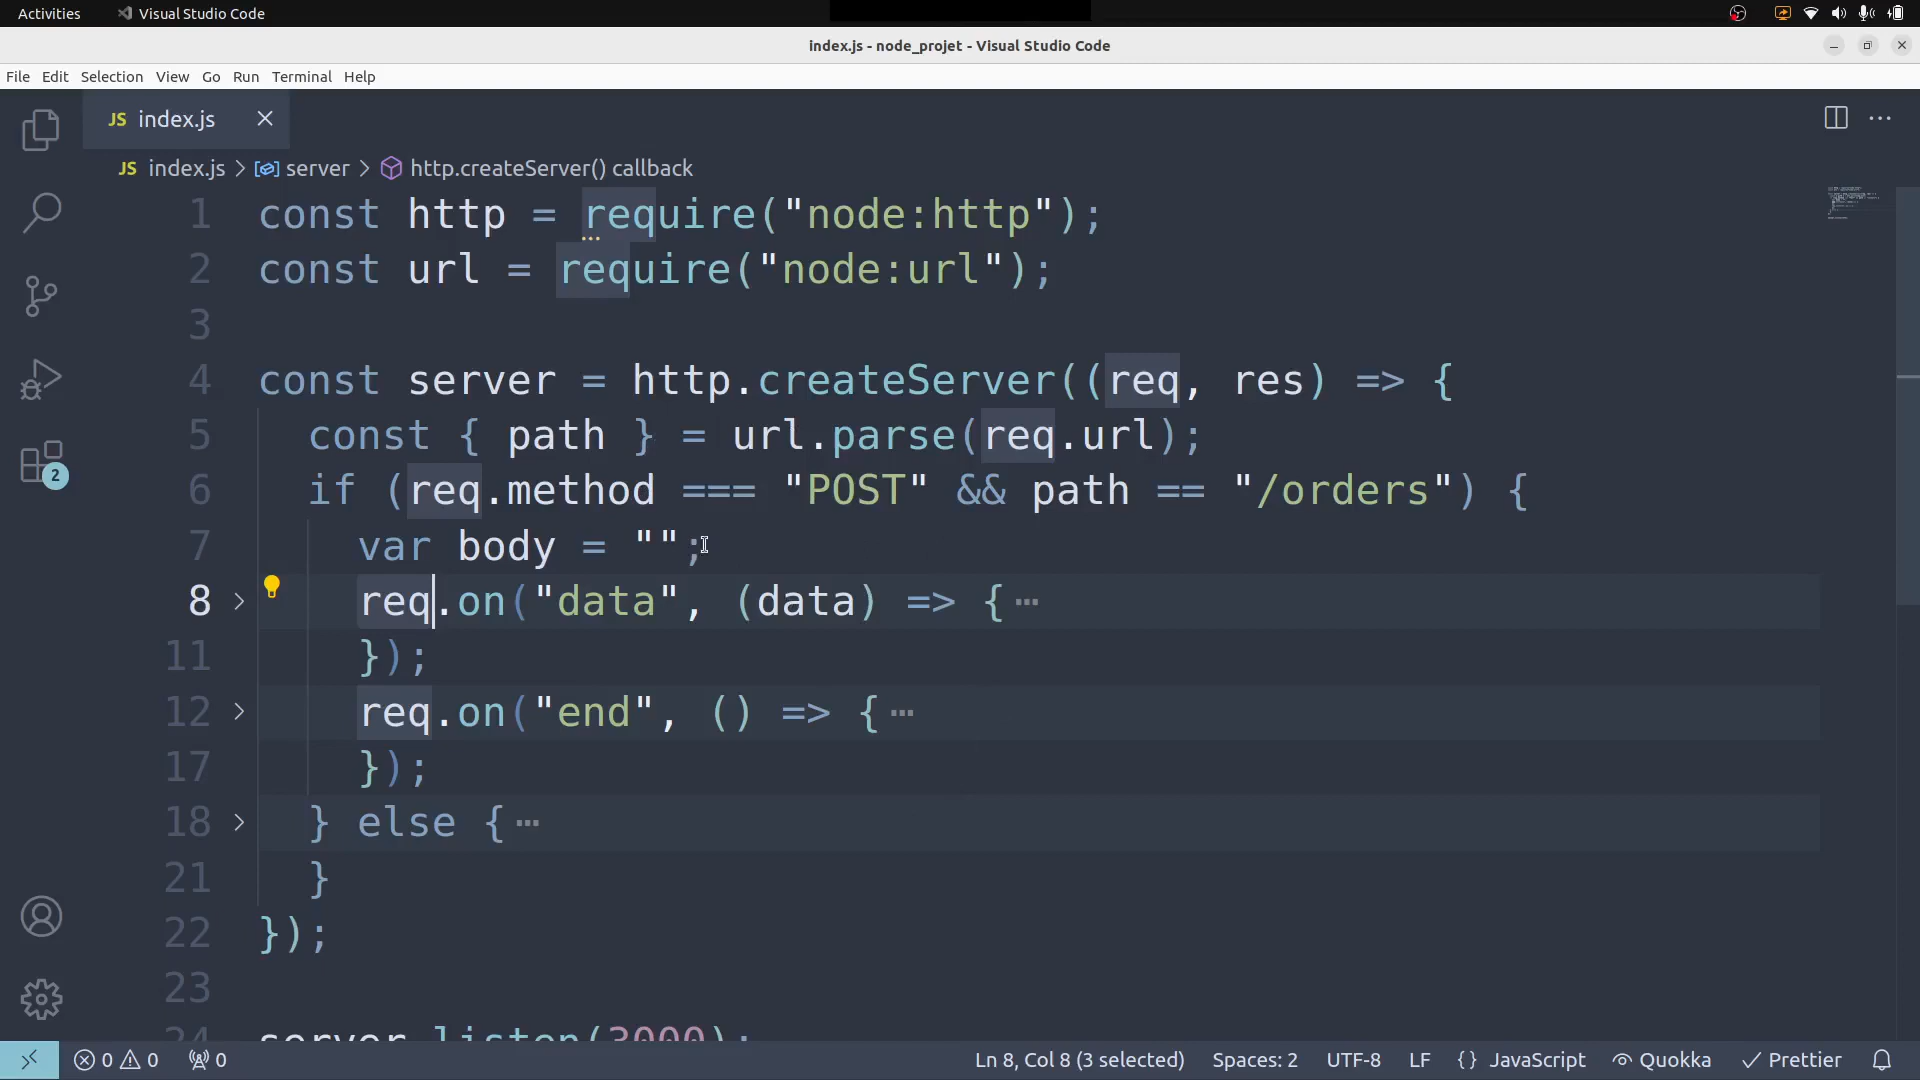 Activities Visual Studio Code
index.js - node_projet - Visual Studio Code
File Edit Selection View Go Run Terminal Help
JS index.js
JS index.js > server > http.createServer() callback
1 const http = require("node:http");
2 const url = require("node:url");
3
4 const server = http.createServer((req, res) => {
5 const { path } = url.parse(req.url);
6 if (req.method === "POST" && path == "/orders") {
7 var body = "";
8 req.on("data", (data) => {…
11 });
12 req.on("end", () => {…
17 });
18 } else {…
21 }
22 });
23
24 server.listen(3000);
2
0 0 0 Ln 8, Col 8 (3 selected) Spaces: 2 UTF-8 LF {} JavaScript Quokka Prettier